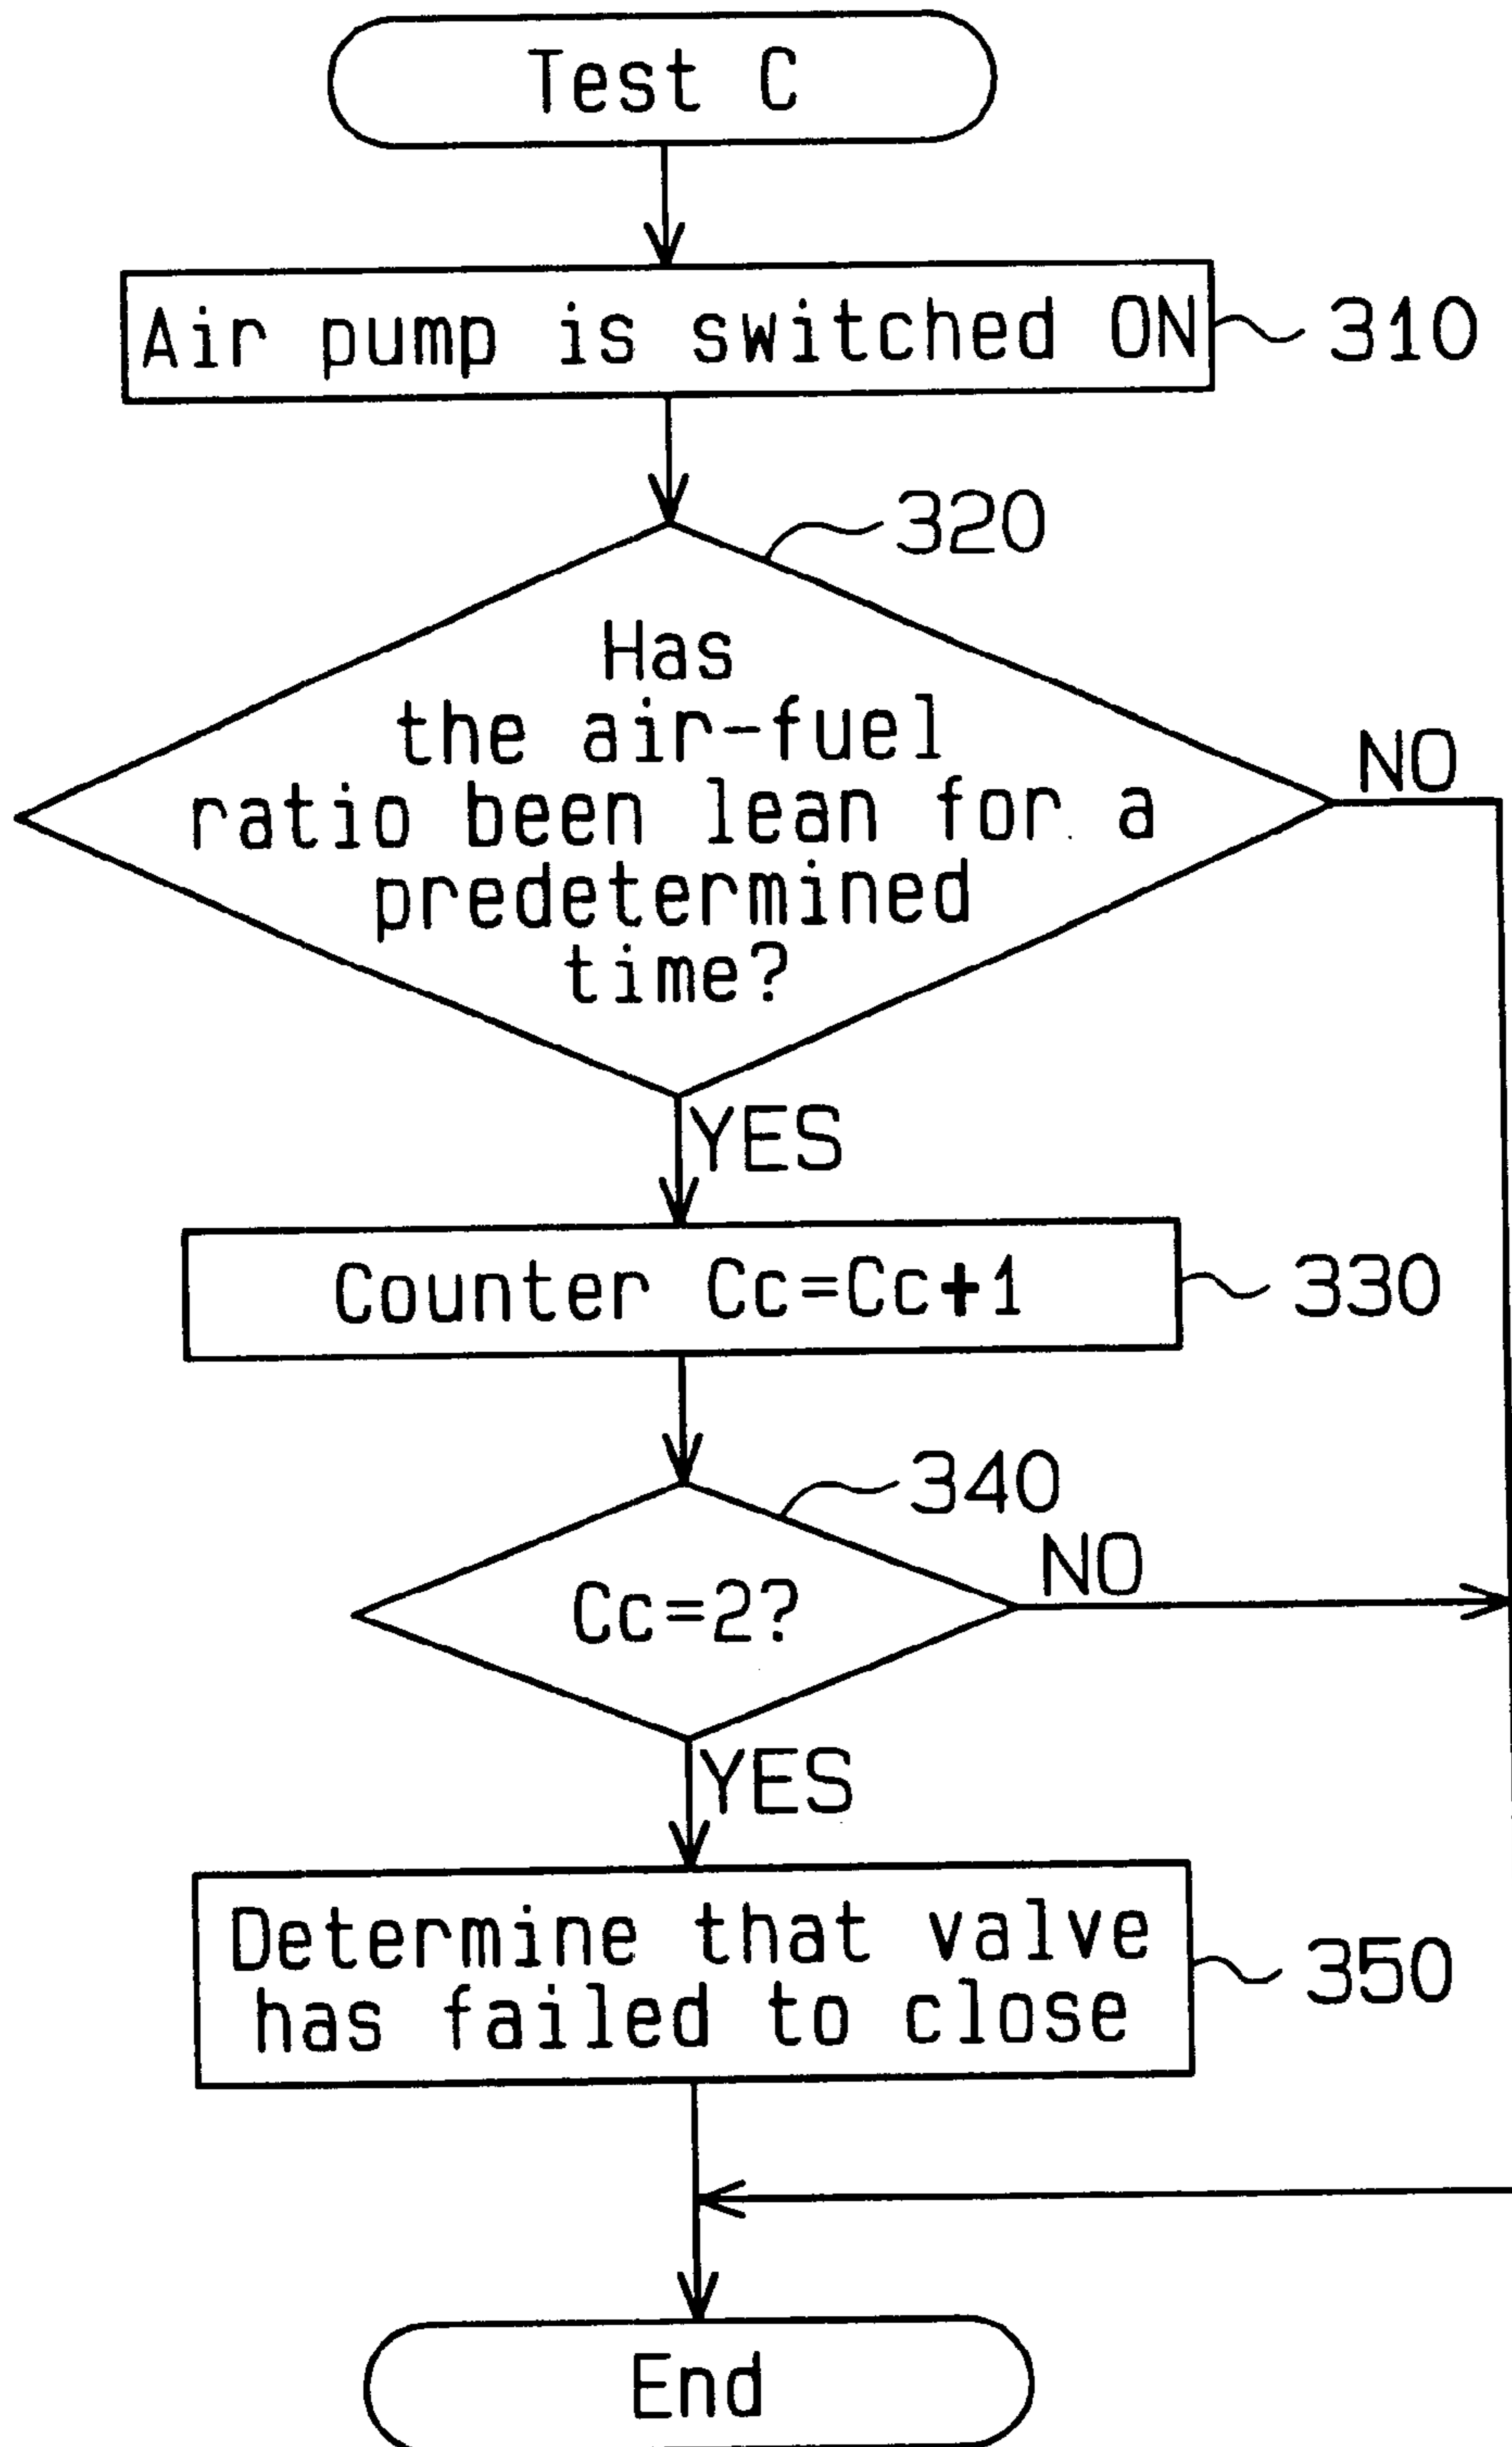 Test C
Air pump is switched ON
310
320
Has
the air-fuel
ratio been lean for a
predetermined
time?
NO
YES
Counter Cc=Cc+1
330
340
Cc=2?
NO
YES
Determine that valve
has failed to close
350
End